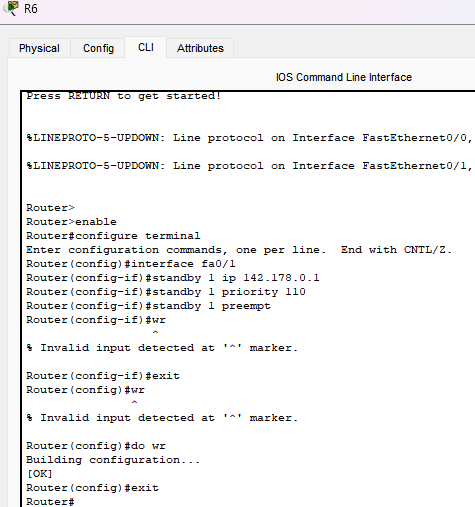 R6
Physical Config CLI Attributes
IOS Command Line Interface
Press RETURN to get started!
%LINEPROTO-5-UPDOWN: Line protocol on Interface FastEthernet0/0,
%LINEPROTO-5-UPDOWN: Line protocol on Interface FastEthernet0/1,
Router>
Router>enable
Router#configure terminal
Enter configuration commands, one per line.  End with CNTL/Z.
Router(config)#interface fa0/1
Router(config-if)#standby 1 ip 142.178.0.1
Router(config-if)#standby 1 priority 110
Router(config-if)#standby 1 preempt
Router(config-if)#wr
^
% Invalid input detected at '^' marker.
Router(config-if)#exit
Router(config)#wr
^
% Invalid input detected at '^' marker.
Router(config)#do wr
Building configuration...
[OK]
Router(config)#exit
Router#